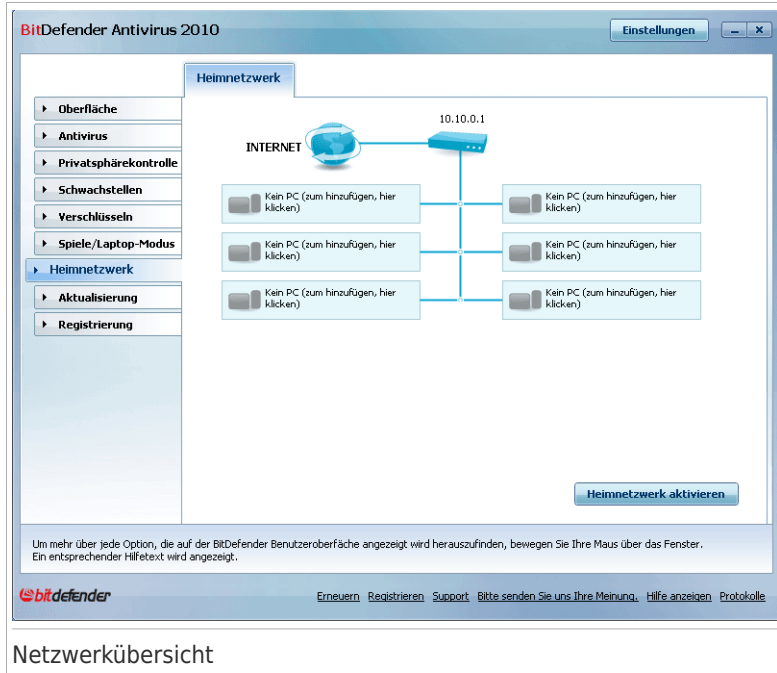 BitDefender Antivirus 2010
Einstellungen
Heimnetzwerk
Oberfläche
Antivirus
Privatsphärekontrolle
Schwachstellen
Verschlüsseln
Spiele/Laptop-Modus
Heimnetzwerk
Aktualisierung
Registrierung
10.10.0.1
INTERNET
Kein PC (zum hinzufügen, hier
klicken)
Kein PC (zum hinzufügen, hier
klicken)
Kein PC (zum hinzufügen, hier
klicken)
Kein PC (zum hinzufügen, hier
klicken)
Kein PC (zum hinzufügen, hier
klicken)
Kein PC (zum hinzufügen, hier
klicken)
Heimnetzwerk aktivieren
Um mehr über jede Option, die auf der BitDefender Benutzeroberfäche angezeigt wird herauszufinden, bewegen Sie Ihre Maus über das Fenster.
Ein entsprechender Hilfetext wird angezeigt.
bitdefender
Erneuern Registrieren Support Bitte senden Sie uns Ihre Meinung. Hilfe anzeigen Protokolle
Netzwerkübersicht